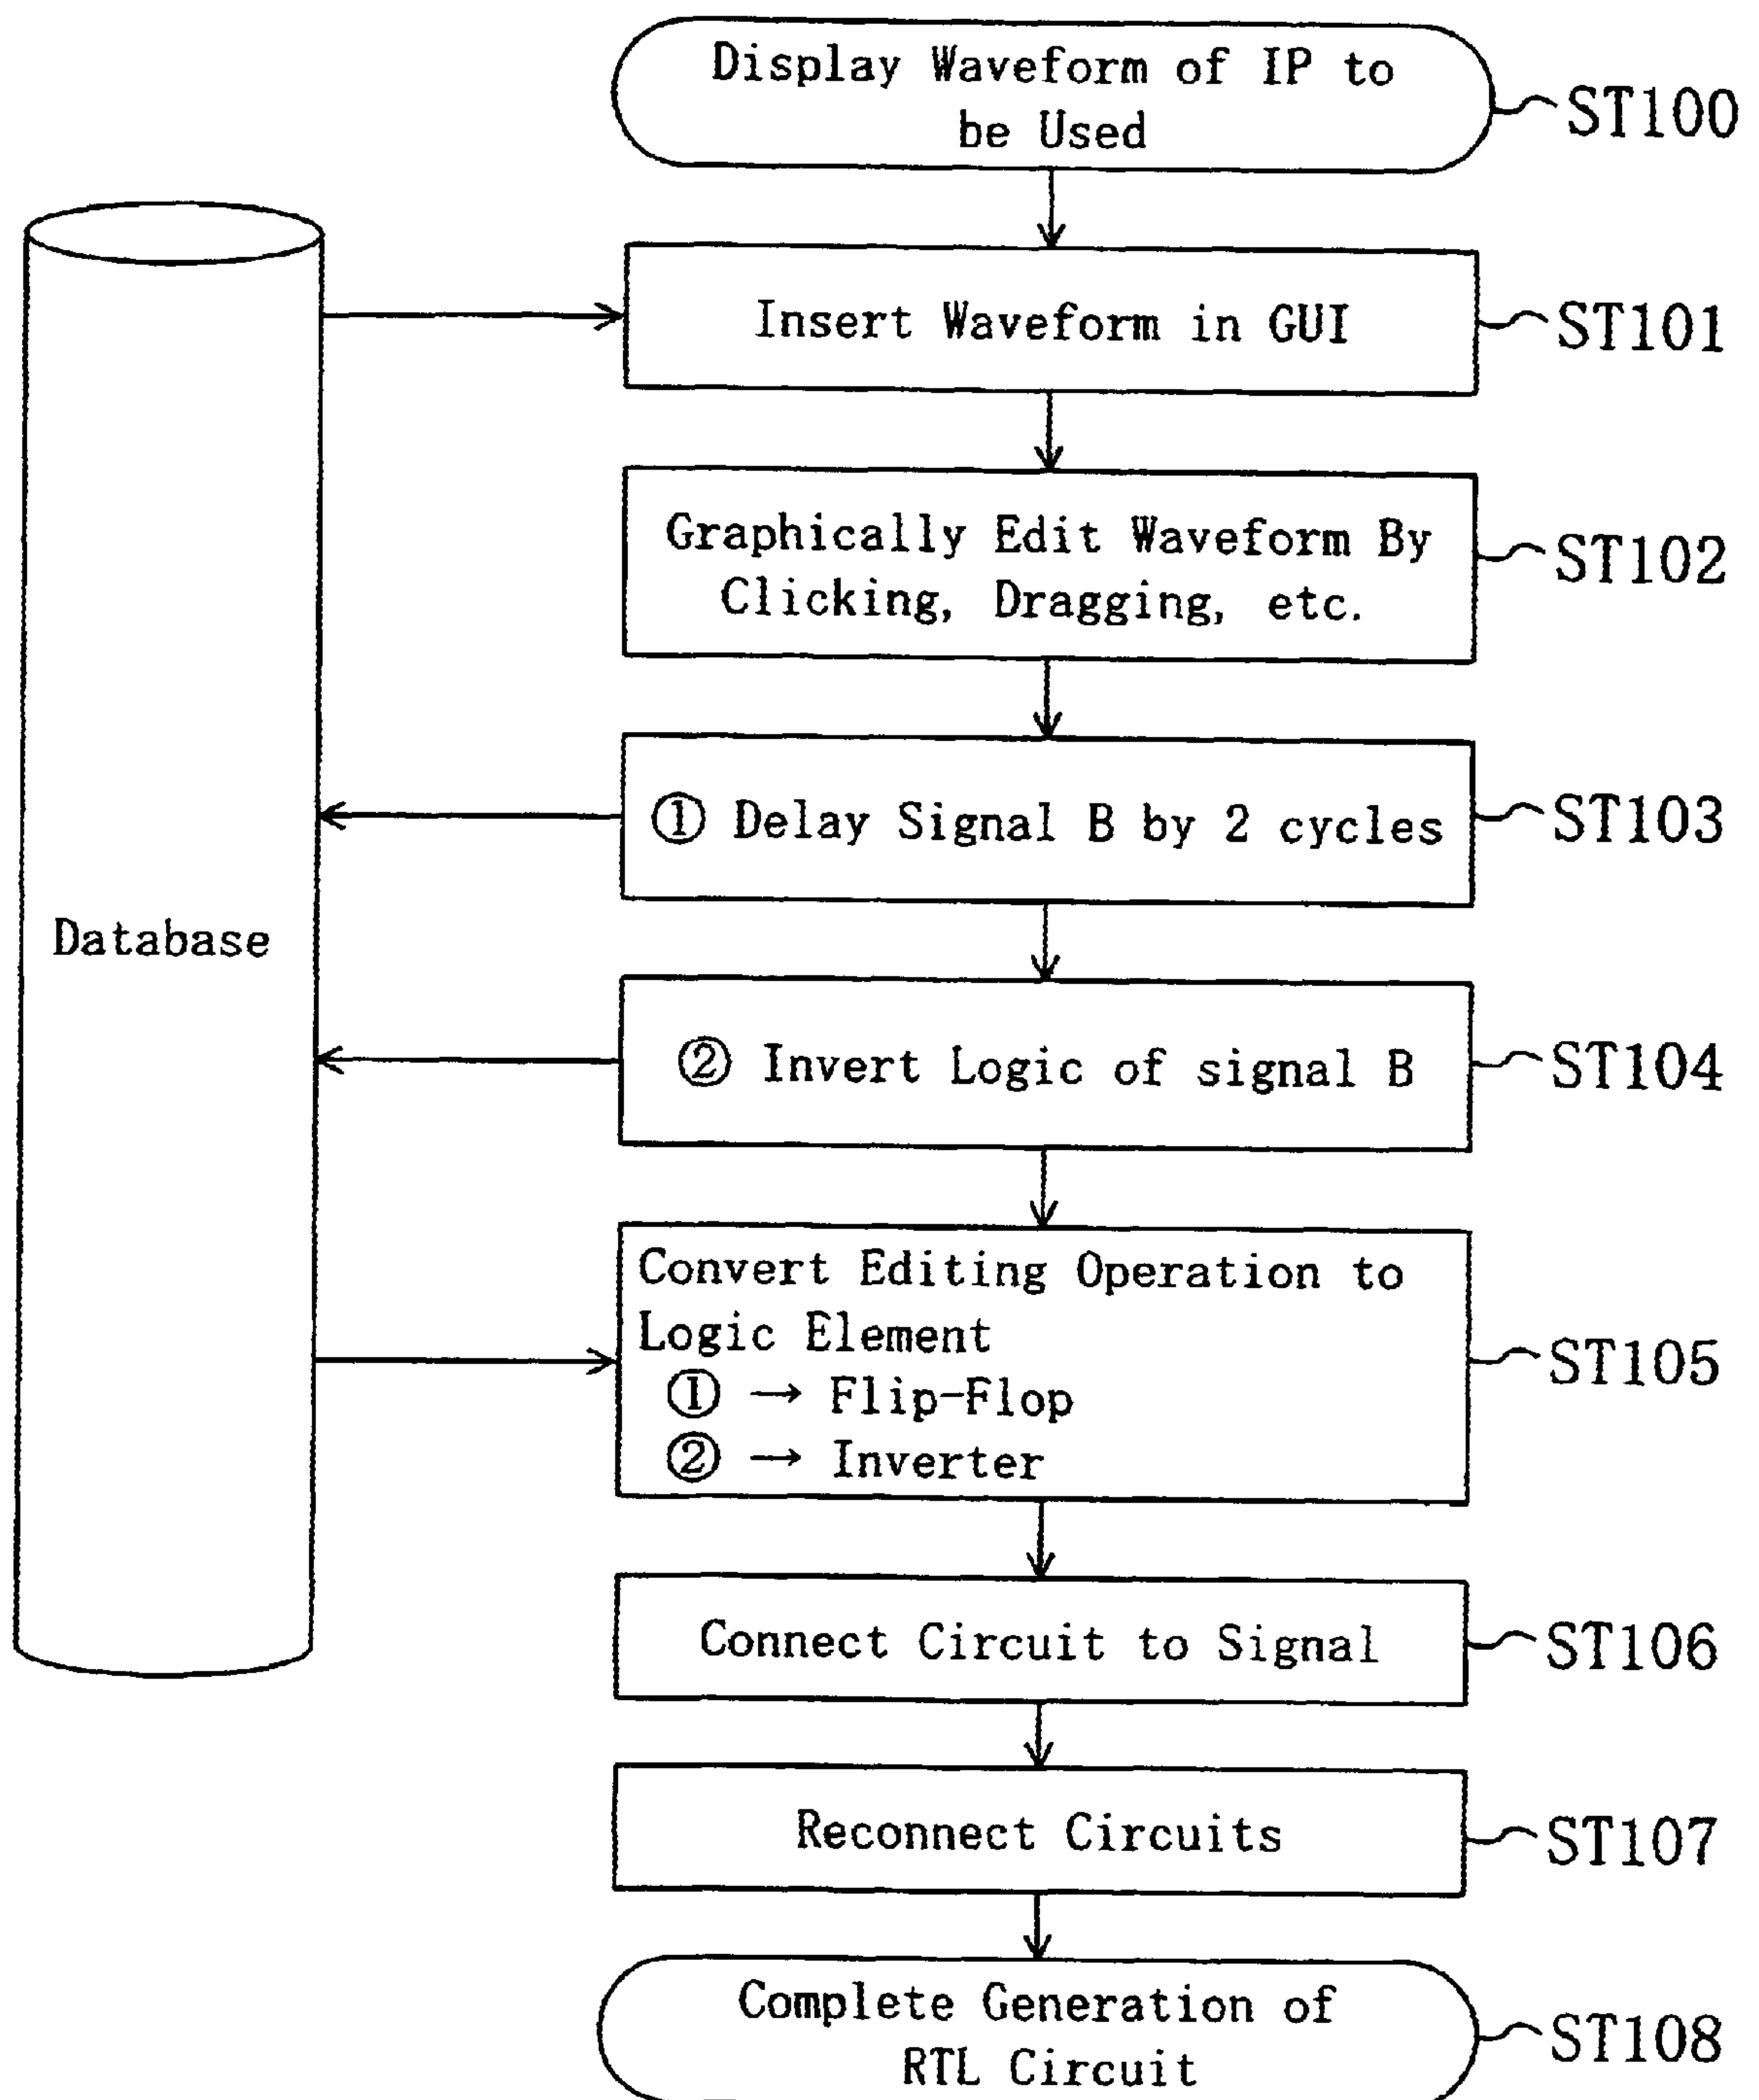 Display Waveform of IP to
be Used
ST100
Insert Waveform in GUI
ST101
Graphically Edit Waveform By
Clicking, Dragging, etc.
ST102
① Delay Signal B by 2 cycles
ST103
Database
② Invert Logic of signal B
ST104
Convert Editing Operation to
Logic Element
① → Flip-Flop
② → Inverter
ST105
Connect Circuit to Signal
ST106
Reconnect Circuits
ST107
Complete Generation of
RTL Circuit
ST108